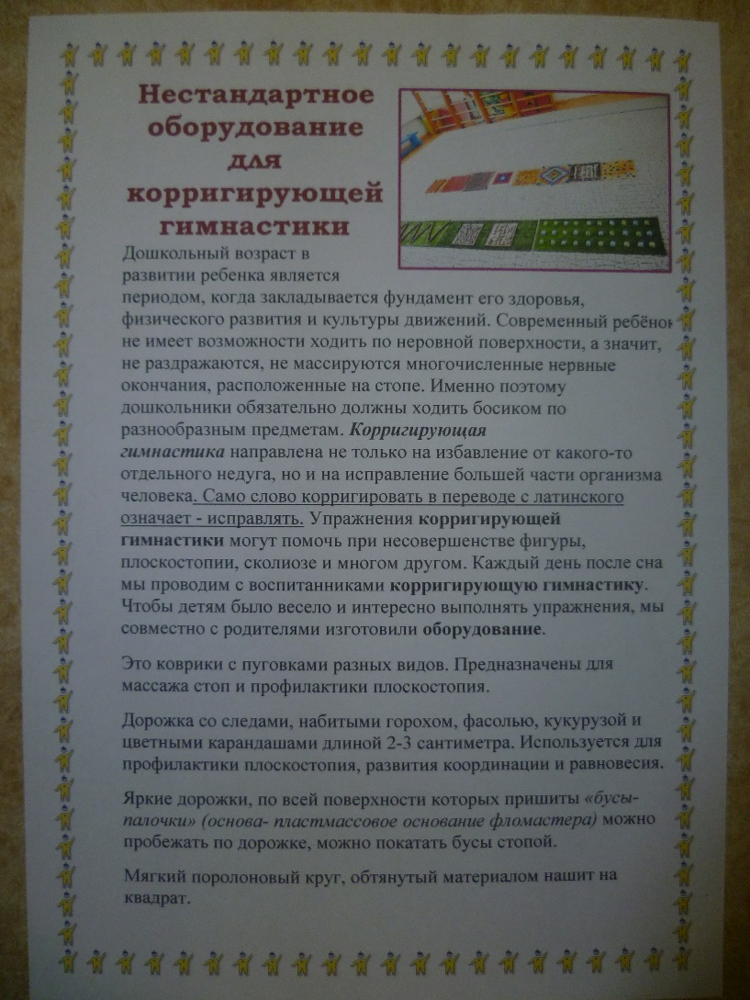 Нестандартное
оборудование
для
корригирующей
гимнастики
Дошкольный возраст в
развитии ребенка является
периодом, когда закладывается фундамент его здоровья,
физического развития и культуры движений. Современный ребёнок
не имеет возможности ходить по неровной поверхности, а значит,
не раздражаются, не массируются многочисленные нервные
окончания, расположенные на стопе. Именно поэтому
дошкольники обязательно должны ходить босиком по
разнообразным предметам. Корригирующая
гимнастика направлена не только на избавление от какого-то
отдельного недуга, но и на исправление большей части организма
человека. Само слово корригировать в переводе с латинского
означает - исправлять. Упражнения корригирующей
гимнастики могут помочь при несовершенстве фигуры,
плоскостопии, сколиозе и многом другом. Каждый день после сна
мы проводим с воспитанниками корригирующую гимнастику.
Чтобы детям было весело и интересно выполнять упражнения, мы
совместно с родителями изготовили оборудование.
Это коврики с пуговками разных видов. Предназначены для
массажа стоп и профилактики плоскостопия.
Дорожка со следами, набитыми горохом, фасолью, кукурузой и
цветными карандашами длиной 2-3 сантиметра. Используется для
профилактики плоскостопия, развития координации и равновесия.
Яркие дорожки, по всей поверхности которых пришиты «бусы-
палочки» (основа- пластмассовое основание фломастера) можно
пробежать по дорожке, можно покатать бусы стопой.
Мягкий поролоновый круг, обтянутый материалом нашит на
квадрат.